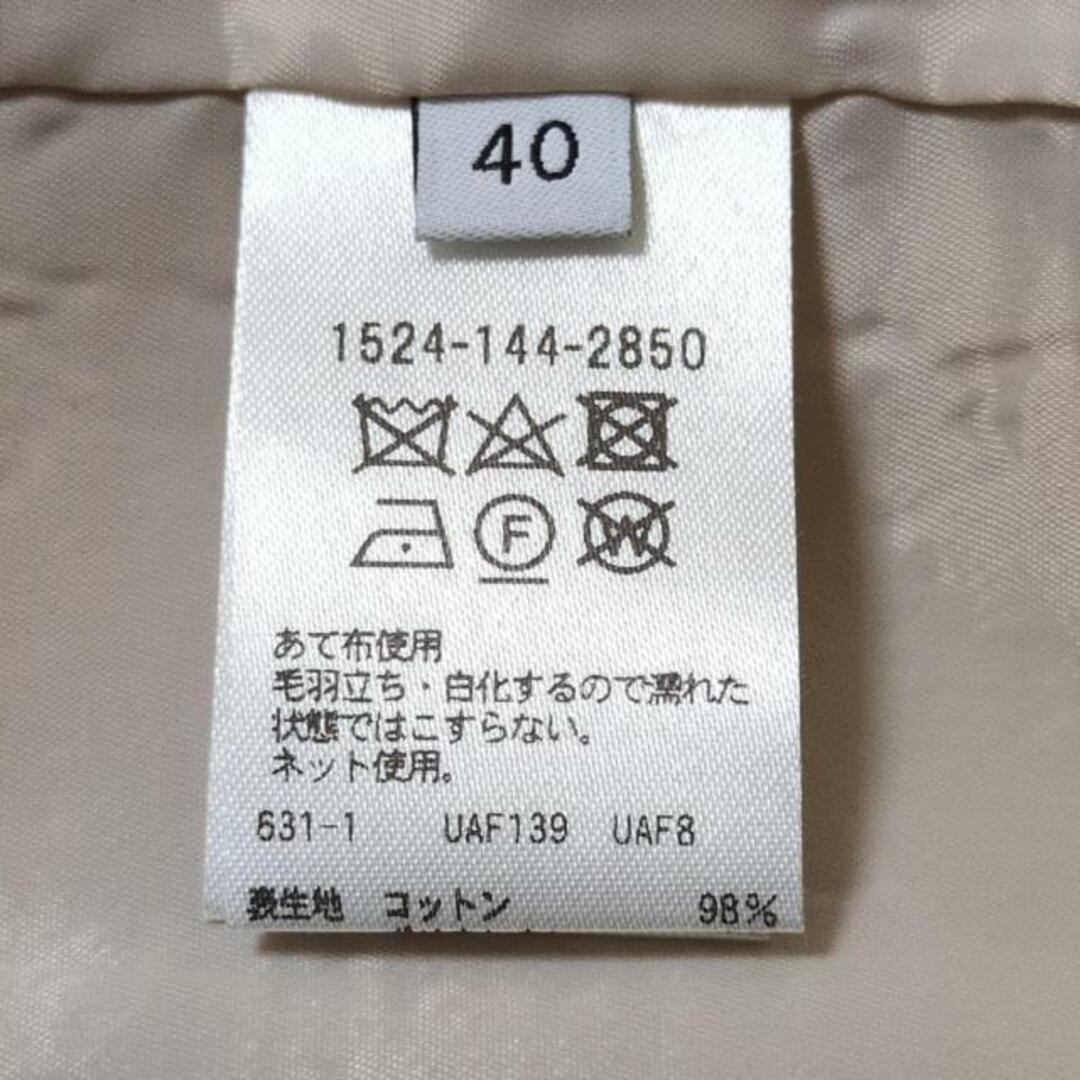 40
1524-144-2850
F
W
あて布使用
毛羽立ち・白化するので濡れた
状態ではこすらない。
ネット使用。
631-1 UAF139 UAF8
表生地 コットン 98%